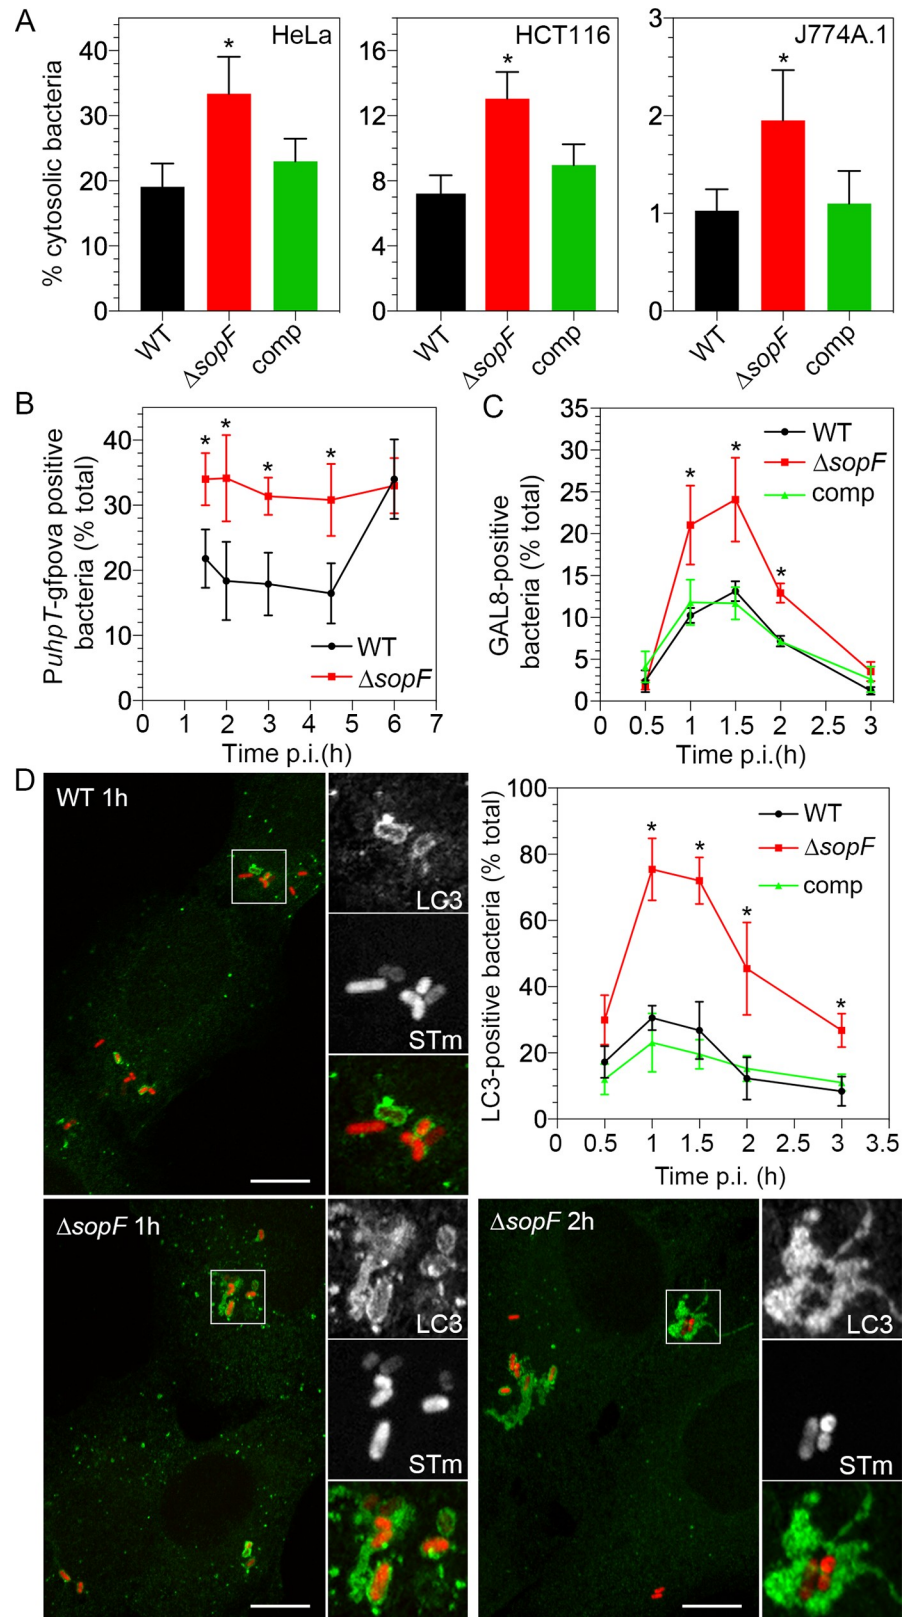 A
% cytosolic bacteria
HeLa
40
30
20
10
0
*
WT
ΔsopF
comp
HCT116
16
12
8
4
0
*
WT
ΔsopF
comp
J774A.1
3
2
1
0
*
WT
ΔsopF
comp
B
PuhpT-gfpova positive
bacteria (% total)
40
30
20
10
0
* * * *
WT
ΔsopF
0 1 2 3 4 5 6 7
Time p.i.(h)
C
GAL8-positive
bacteria (% total)
35
30
25
20
15
10
5
0
* * *
WT
ΔsopF
comp
0 0.5 1 1.5 2 2.5 3
Time p.i.(h)
D
WT 1h
LC3
STm
LC3-positive bacteria (% total)
100
80
60
40
20
0
* * * *
WT
ΔsopF
comp
0 0.5 1 1.5 2 2.5 3 3.5
Time p.i. (h)
ΔsopF 1h
LC3
STm
ΔsopF 2h
LC3
STm